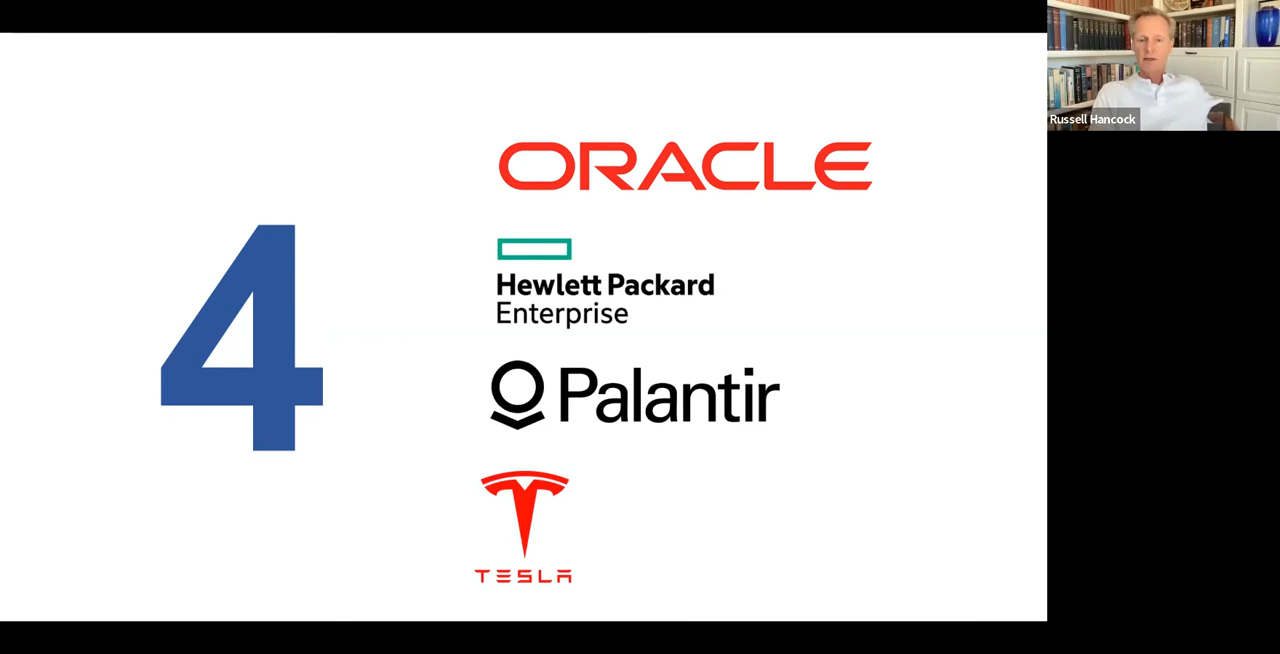 4
ORACLE
Hewlett Packard
Enterprise
Palantir
TESLA
Russell Hancock